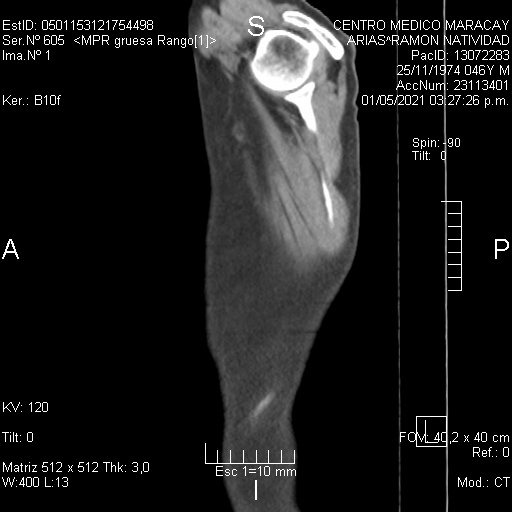 EstID: 0501153121754498
Ser.Nº 605 <MPR gruesa Rango[1]>
Ima.Nº 1
Ker.: B10f
S
CENTRO MEDICO MARACAY
ARIAS^RAMON NATIVIDAD
PacID: 13072283
25/11/1974 046Y M
AccNum: 23113401
01/05/2021 03:27:26 p.m.
Spin: -90
Tilt: 0
A
P
KV: 120
Tilt: 0
Matriz 512 x 512 Thk: 3,0
W:400 L:13
Esc 1=10 mm
I
FOV: 40,2 x 40 cm
Ref.: 0
Mod.: CT